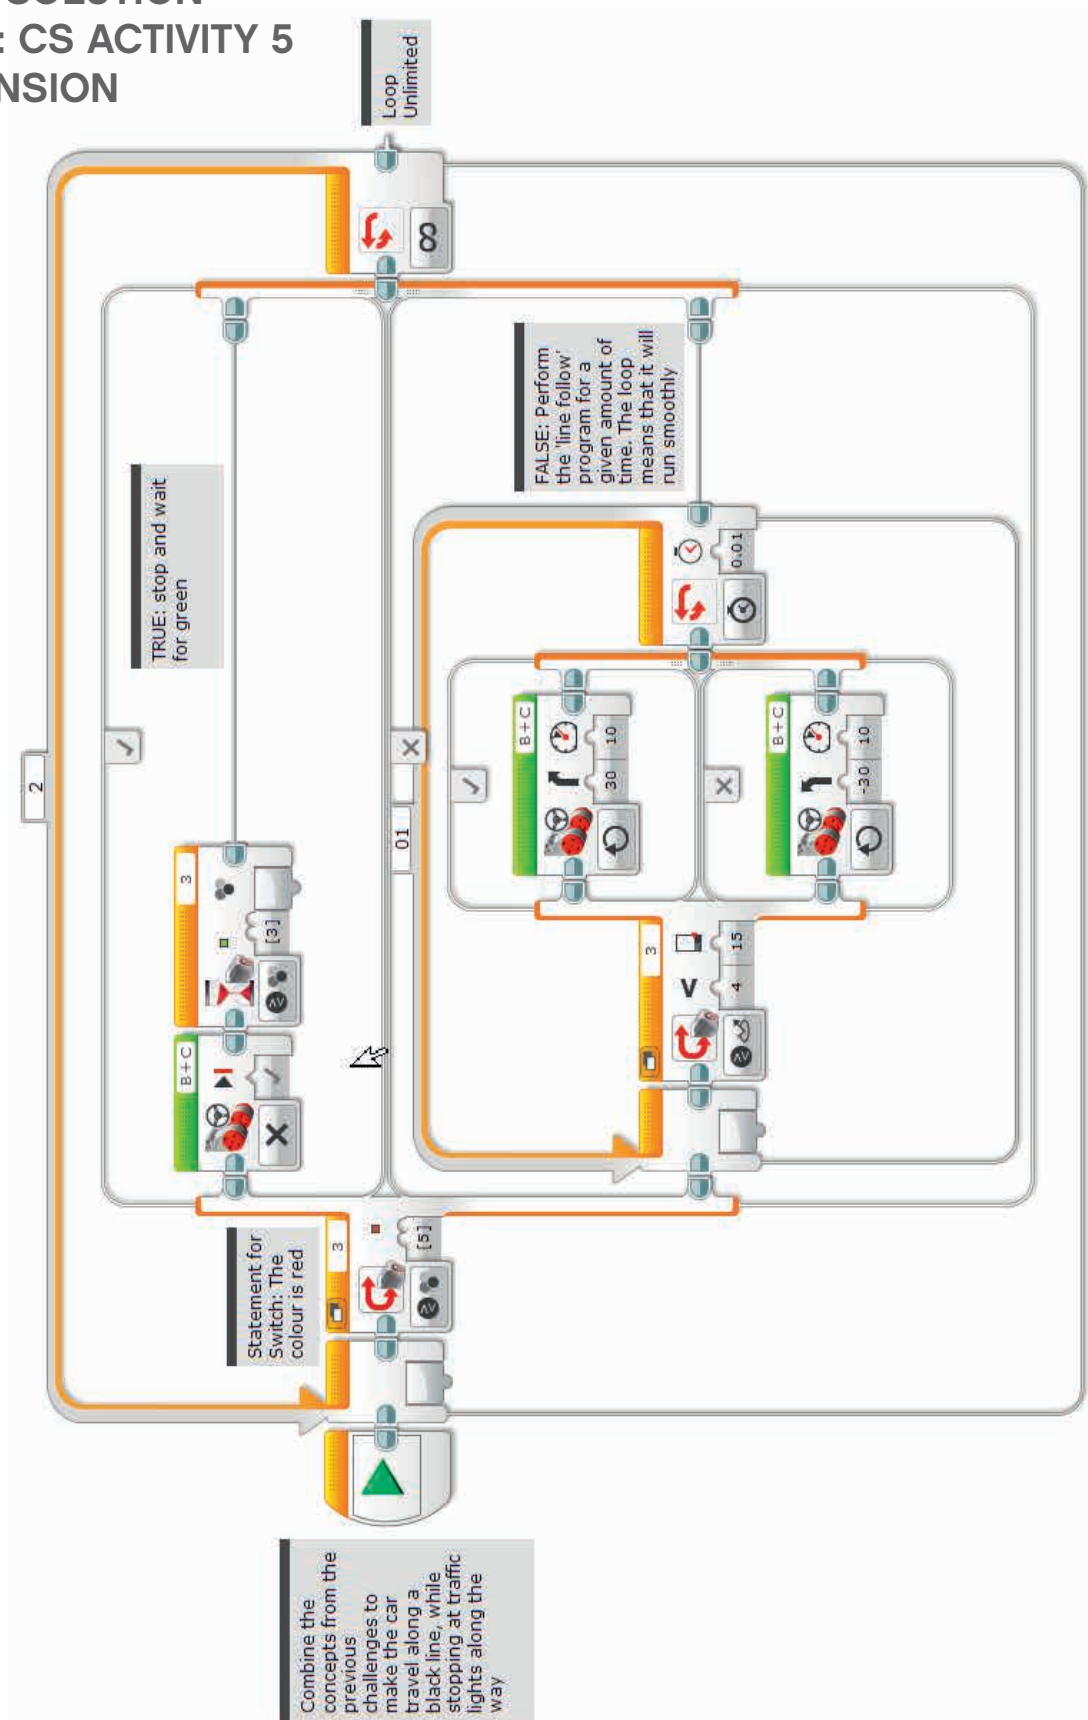 : CS ACTIVITY 5
Combine the
concepts from the
previous
challenges to
make the car
travel along a
black line, while
stopping at traffic
lights along the
way
Statement for
Switch: The
colour is red
3
[5]
2
B+C
3
[3]
TRUE: stop and wait
for green
01
3
4
15
B+C
30
10
B+C
-30
10
0.01
FALSE: Perform
the 'line follow'
program for a
given amount of
time. The loop
means that it will
run smoothly
∞
Loop
Unlimited